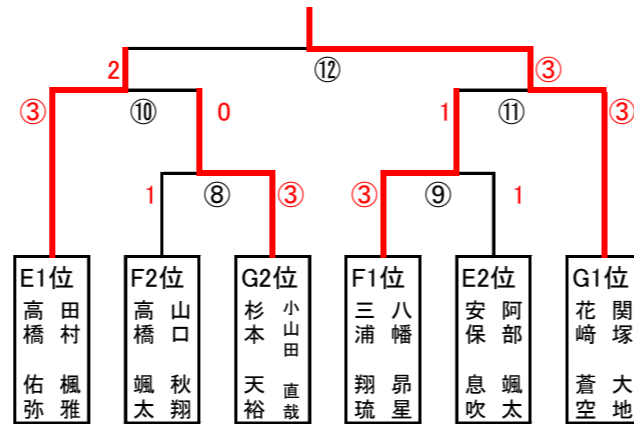 ⑫
2 ③
③ ⑩ 0 1 ⑪ ③
1 ⑧ ③ ③ ⑨ 1
E1位 F2位 G2位 F1位 E2位 G1位
高橋 佑弥
田村 楓雅
高橋 颯太
山口 秋翔
杉本 天裕
小山田 直哉
三浦 翔琉
八幡 昴星
安保 息吹
阿部 颯太
花﨑 蒼空
関塚 大地